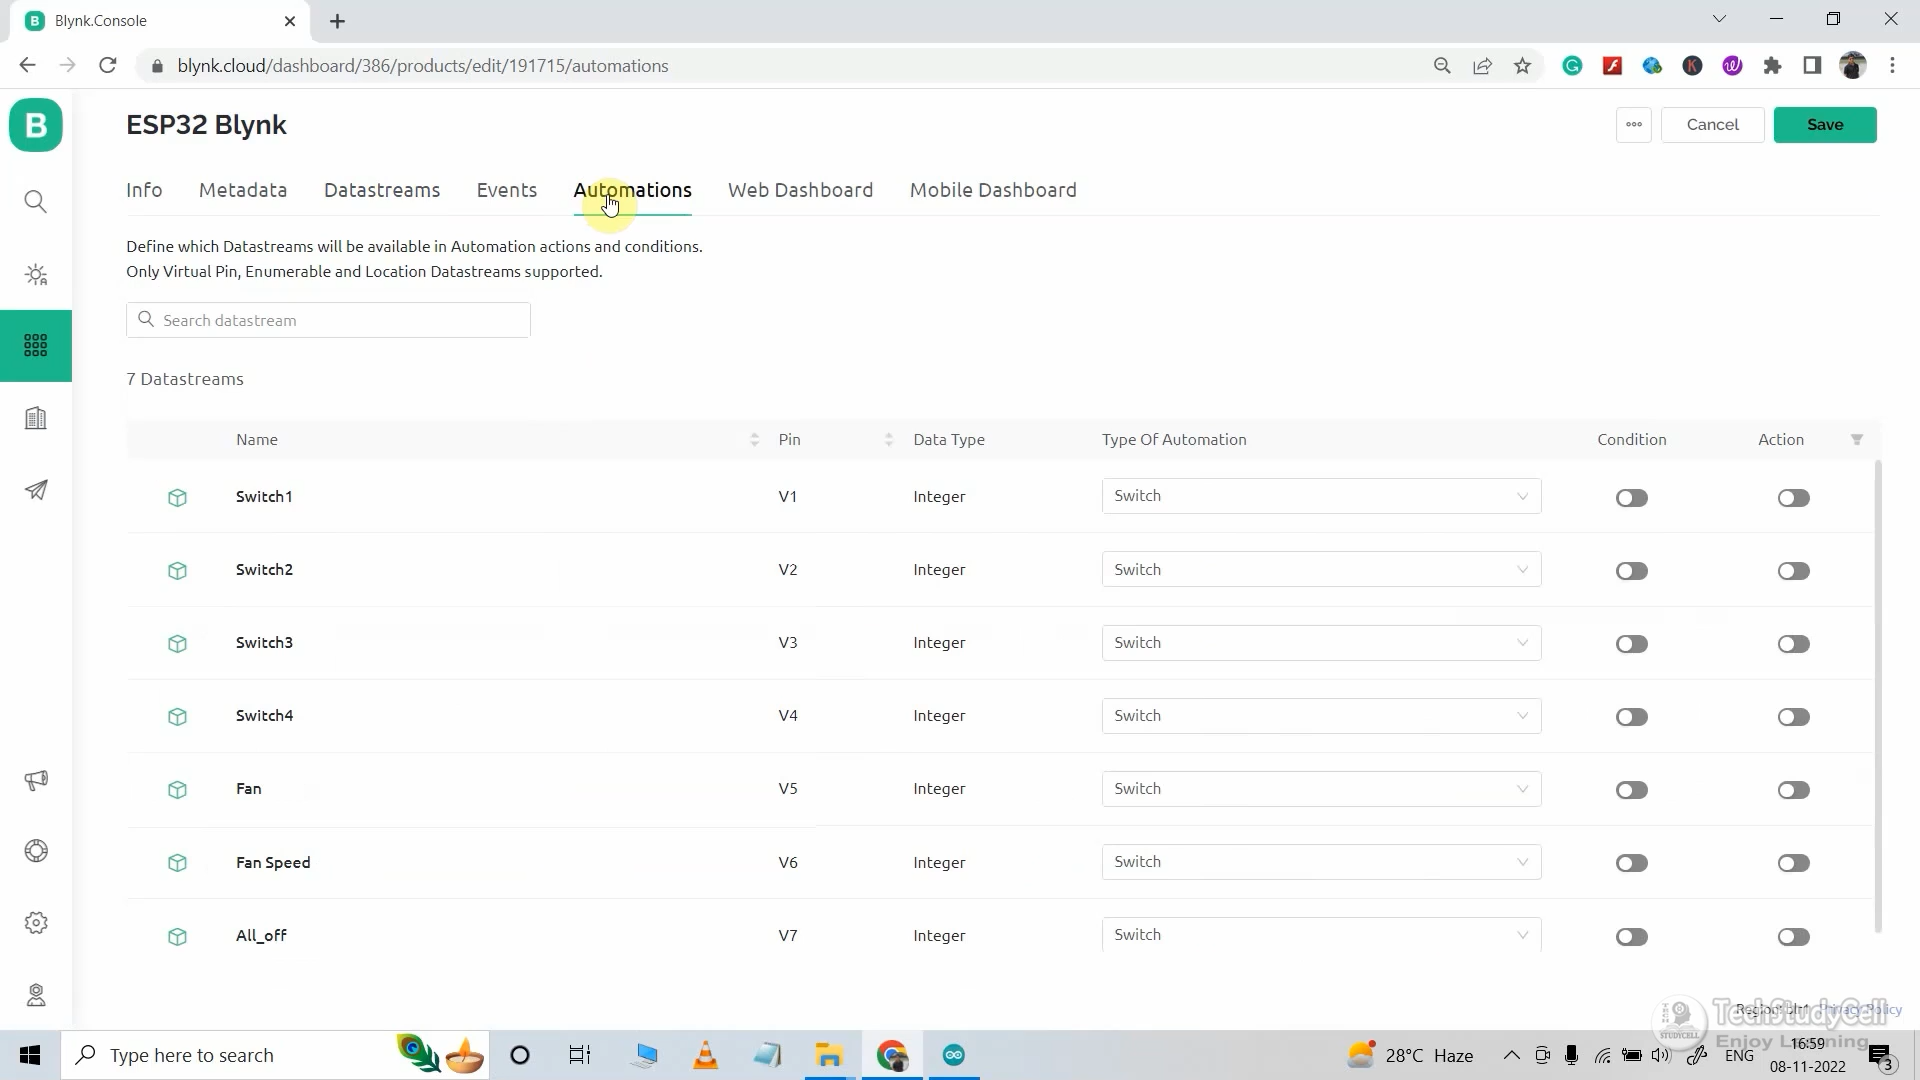 Blynk.Console
blynk.cloud/dashboard/386/products/edit/191715/automations
B
ESP32 Blynk
Cancel
Save
Info
Metadata
Datastreams
Events
Automations
Web Dashboard
Mobile Dashboard
Define which Datastreams will be available in Automation actions and conditions.
Only Virtual Pin, Enumerable and Location Datastreams supported.
Search datastream
7 Datastreams
Name Pin Data Type Type Of Automation Condition Action
Switch1 V1 Integer Switch
Switch2 V2 Integer Switch
Switch3 V3 Integer Switch
Switch4 V4 Integer Switch
Fan V5 Integer Switch
Fan Speed V6 Integer Switch
All_off V7 Integer Switch
Privacy Policy
TechStudyCell
STUDYCELL
Enjoy Learning
Type here to search
28°C Haze
ENG
16:59
08-11-2022
3